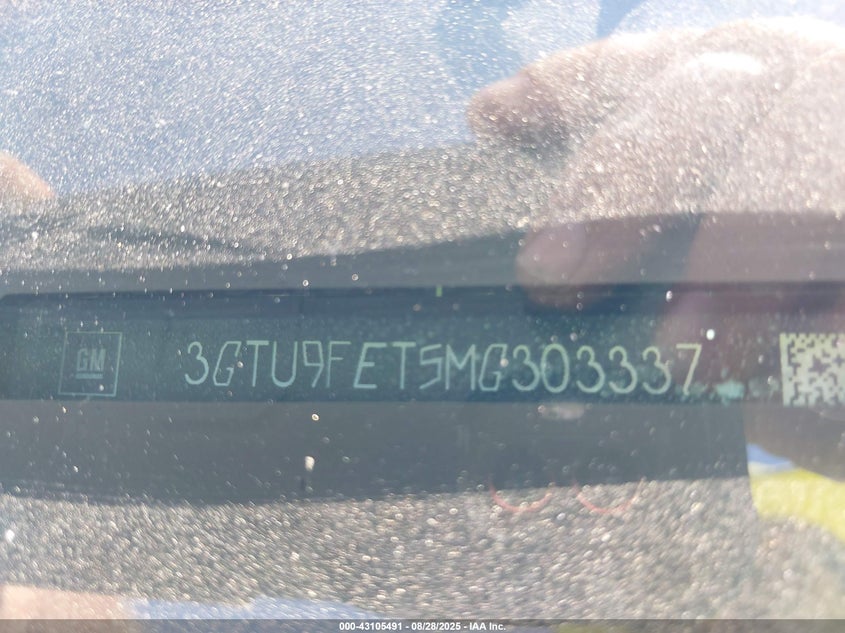 GM
3GTU9FET5MG303337
000-43105491 - 08/28/2025 - IAA Inc.